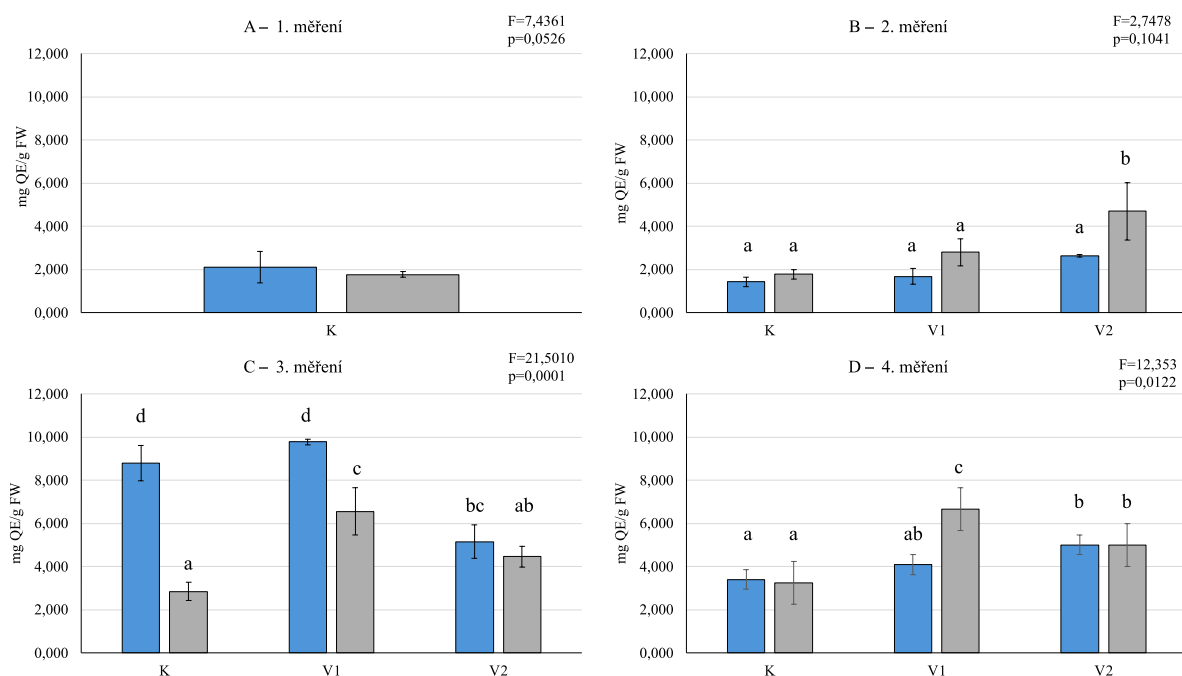 A – 1. měření
F=7,4361
p=0,0526
12,000
10,000
8,000
6,000
4,000
2,000
0,000
mg QE/g FW
K
B – 2. měření
F=2,7478
p=0,1041
12,000
10,000
8,000
6,000
4,000
2,000
0,000
mg QE/g FW
a a a a a b
K V1 V2
C – 3. měření
F=21,5010
p=0,0001
12,000
10,000
8,000
6,000
4,000
2,000
0,000
mg QE/g FW
d a d c bc ab
K V1 V2
D – 4. měření
F=12,353
p=0,0122
12,000
10,000
8,000
6,000
4,000
2,000
0,000
mg QE/g FW
a a ab c b b
K V1 V2